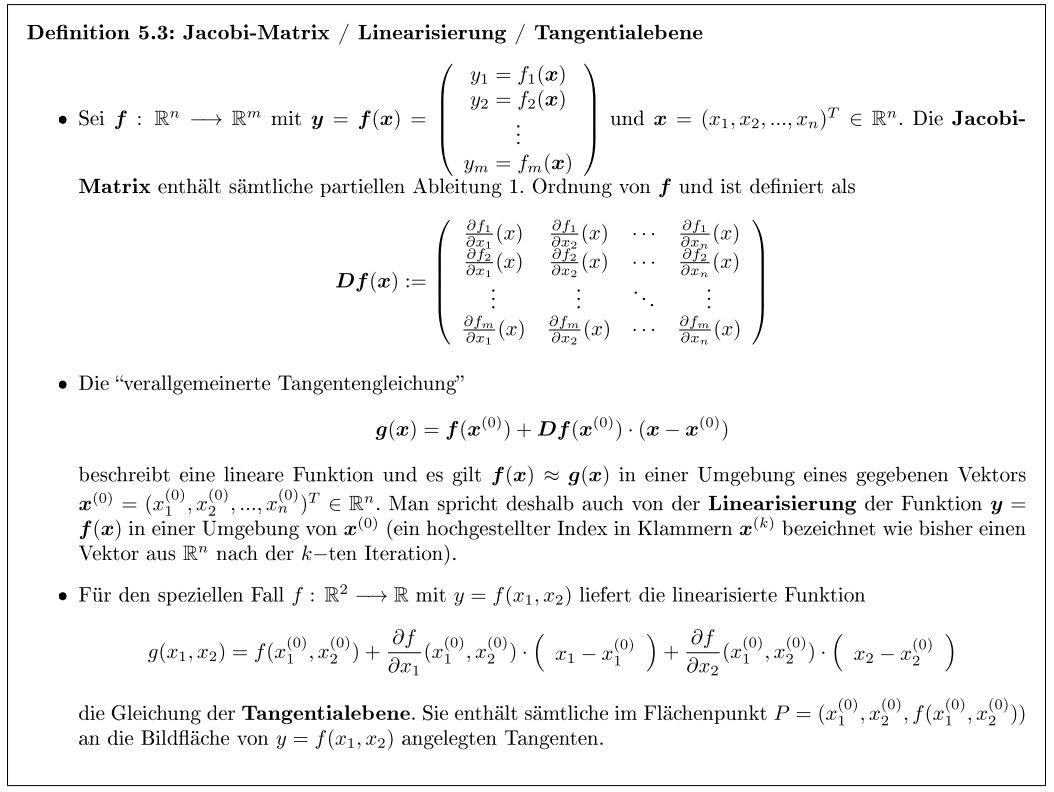 Definition 5.3: Jacobi-Matrix / Linearisierung / Tangentialebene
• Sei f : ℝⁿ ⟶ ℝᵐ mit y = f(x) = ( y₁ = f₁(x) y₂ = f₂(x) ⋮ yₘ = fₘ(x) ) und x = (x₁, x₂, ..., xₙ)ᵀ ∈ ℝⁿ. Die Jacobi-
Matrix enthält sämtliche partiellen Ableitung 1. Ordnung von f und ist definiert als
Df(x) := ( ∂f₁/∂x₁(x) ∂f₁/∂x₂(x) ⋯ ∂f₁/∂xₙ(x)
∂f₂/∂x₁(x) ∂f₂/∂x₂(x) ⋯ ∂f₂/∂xₙ(x)
⋮ ⋮ ⋱ ⋮
∂fₘ/∂x₁(x) ∂fₘ/∂x₂(x) ⋯ ∂fₘ/∂xₙ(x) )
• Die “verallgemeinerte Tangentengleichung”
g(x) = f(x⁽⁰⁾) + Df(x⁽⁰⁾) · (x − x⁽⁰⁾)
beschreibt eine lineare Funktion und es gilt f(x) ≈ g(x) in einer Umgebung eines gegebenen Vektors
x⁽⁰⁾ = (x₁⁽⁰⁾, x₂⁽⁰⁾, ..., xₙ⁽⁰⁾)ᵀ ∈ ℝⁿ. Man spricht deshalb auch von der Linearisierung der Funktion y =
f(x) in einer Umgebung von x⁽⁰⁾ (ein hochgestellter Index in Klammern x⁽ᵏ⁾ bezeichnet wie bisher einen
Vektor aus ℝⁿ nach der k−ten Iteration).
• Für den speziellen Fall f : ℝ² ⟶ ℝ mit y = f(x₁, x₂) liefert die linearisierte Funktion
g(x₁, x₂) = f(x₁⁽⁰⁾, x₂⁽⁰⁾) + ∂f/∂x₁(x₁⁽⁰⁾, x₂⁽⁰⁾) · ( x₁ − x₁⁽⁰⁾ ) + ∂f/∂x₂(x₁⁽⁰⁾, x₂⁽⁰⁾) · ( x₂ − x₂⁽⁰⁾ )
die Gleichung der Tangentialebene. Sie enthält sämtliche im Flächenpunkt P = (x₁⁽⁰⁾, x₂⁽⁰⁾, f(x₁⁽⁰⁾, x₂⁽⁰⁾))
an die Bildfläche von y = f(x₁, x₂) angelegten Tangenten.